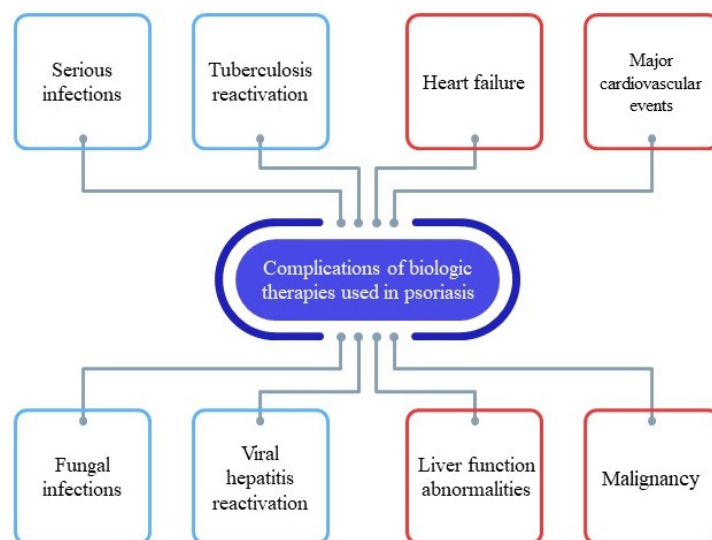 Serious
infections
Tuberculosis
reactivation
Heart failure
Major
cardiovascular
events
Complications of biologic
therapies used in psoriasis
Fungal
infections
Viral
hepatitis
reactivation
Liver function
abnormalities
Malignancy